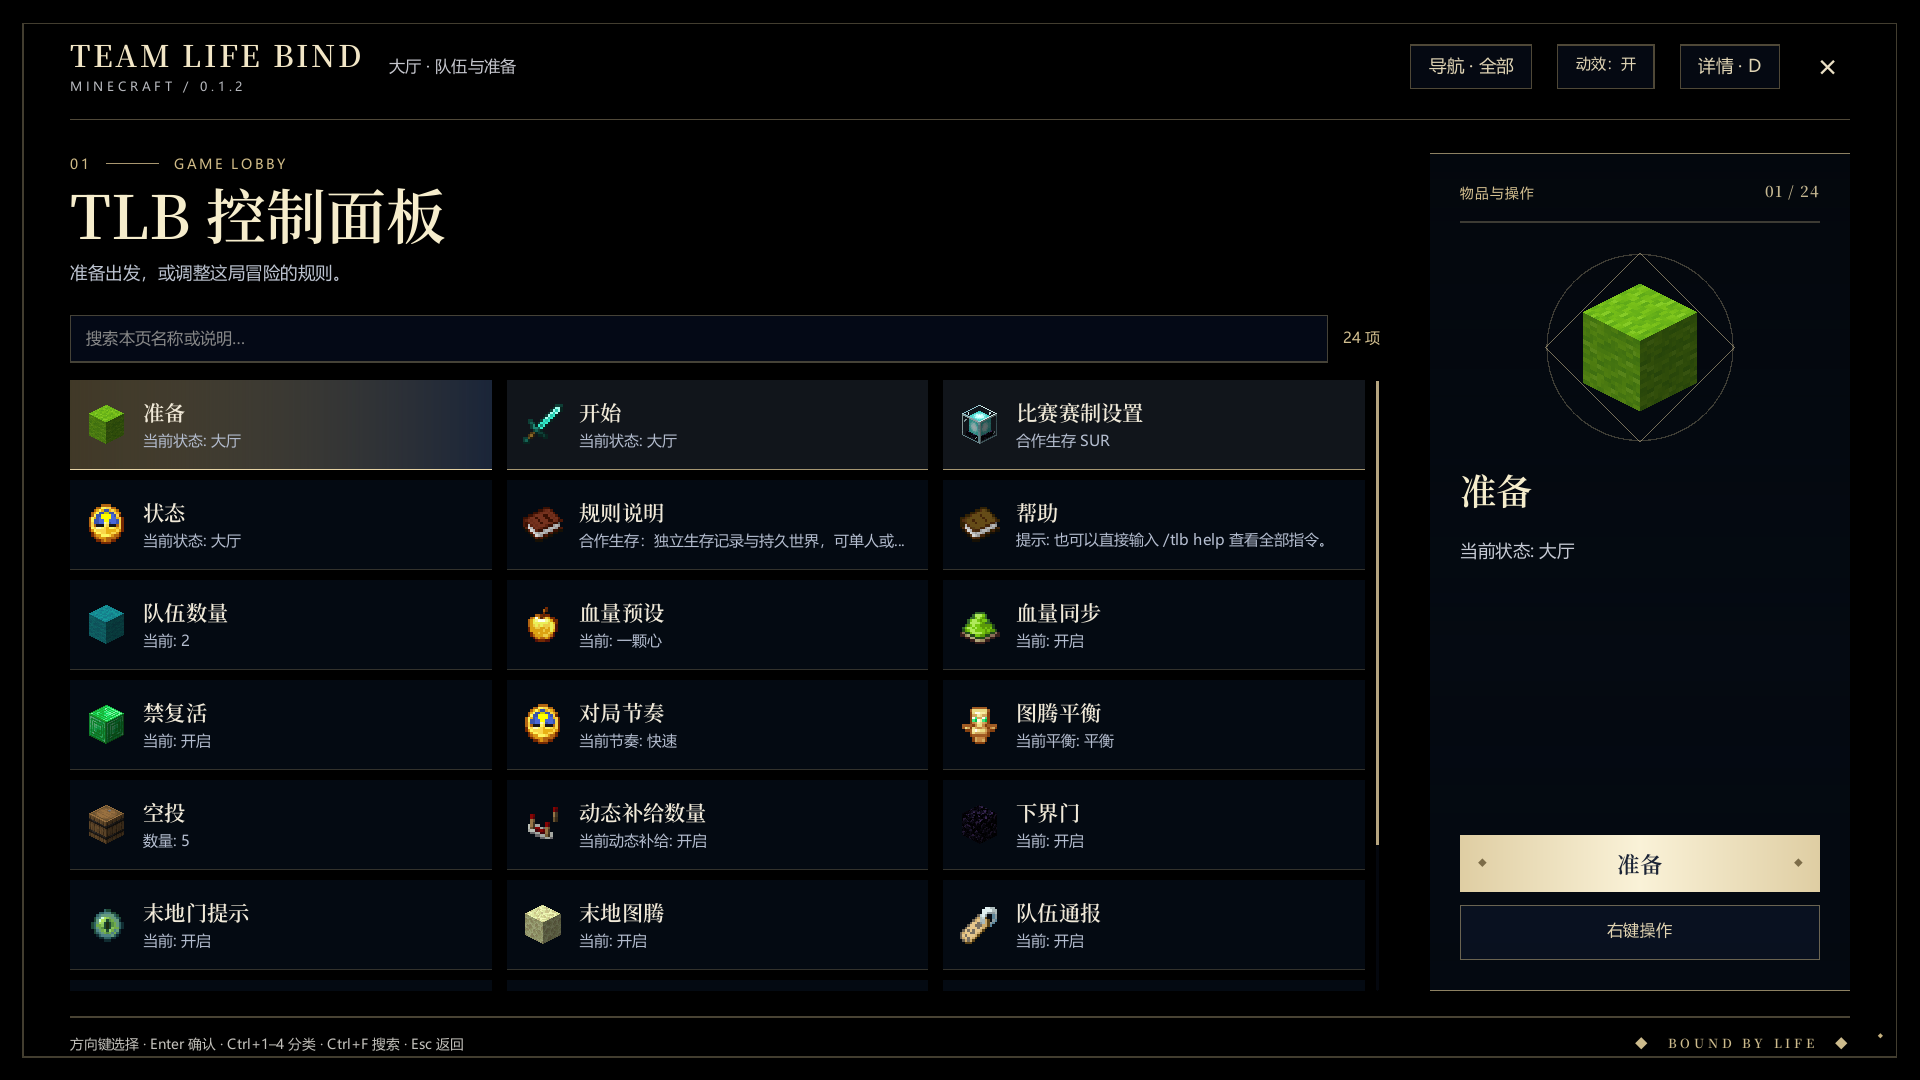 TEAM LIFE BIND
MINECRAFT / 0.1.2
大厅 · 队伍与准备
导航 · 全部
动效：开
详情 · D
×
01
GAME LOBBY
TLB 控制面板
准备出发，或调整这局冒险的规则。
搜索本页名称或说明...
24 项
准备
当前状态: 大厅
开始
当前状态: 大厅
比赛赛制设置
合作生存 SUR
状态
当前状态: 大厅
规则说明
合作生存：独立生存记录与持久世界，可单人或...
帮助
提示: 也可以直接输入 /tlb help 查看全部指令。
队伍数量
当前: 2
血量预设
当前: 一颗心
血量同步
当前: 开启
禁复活
当前: 开启
对局节奏
当前节奏: 快速
图腾平衡
当前平衡: 平衡
空投
数量: 5
动态补给数量
当前动态补给: 开启
下界门
当前: 开启
末地门提示
当前: 开启
末地图腾
当前: 开启
队伍通报
当前: 开启
物品与操作
01 / 24
准备
当前状态: 大厅
准备
右键操作
方向键选择 · Enter 确认 · Ctrl+1–4 分类 · Ctrl+F 搜索 · Esc 返回
BOUND BY LIFE